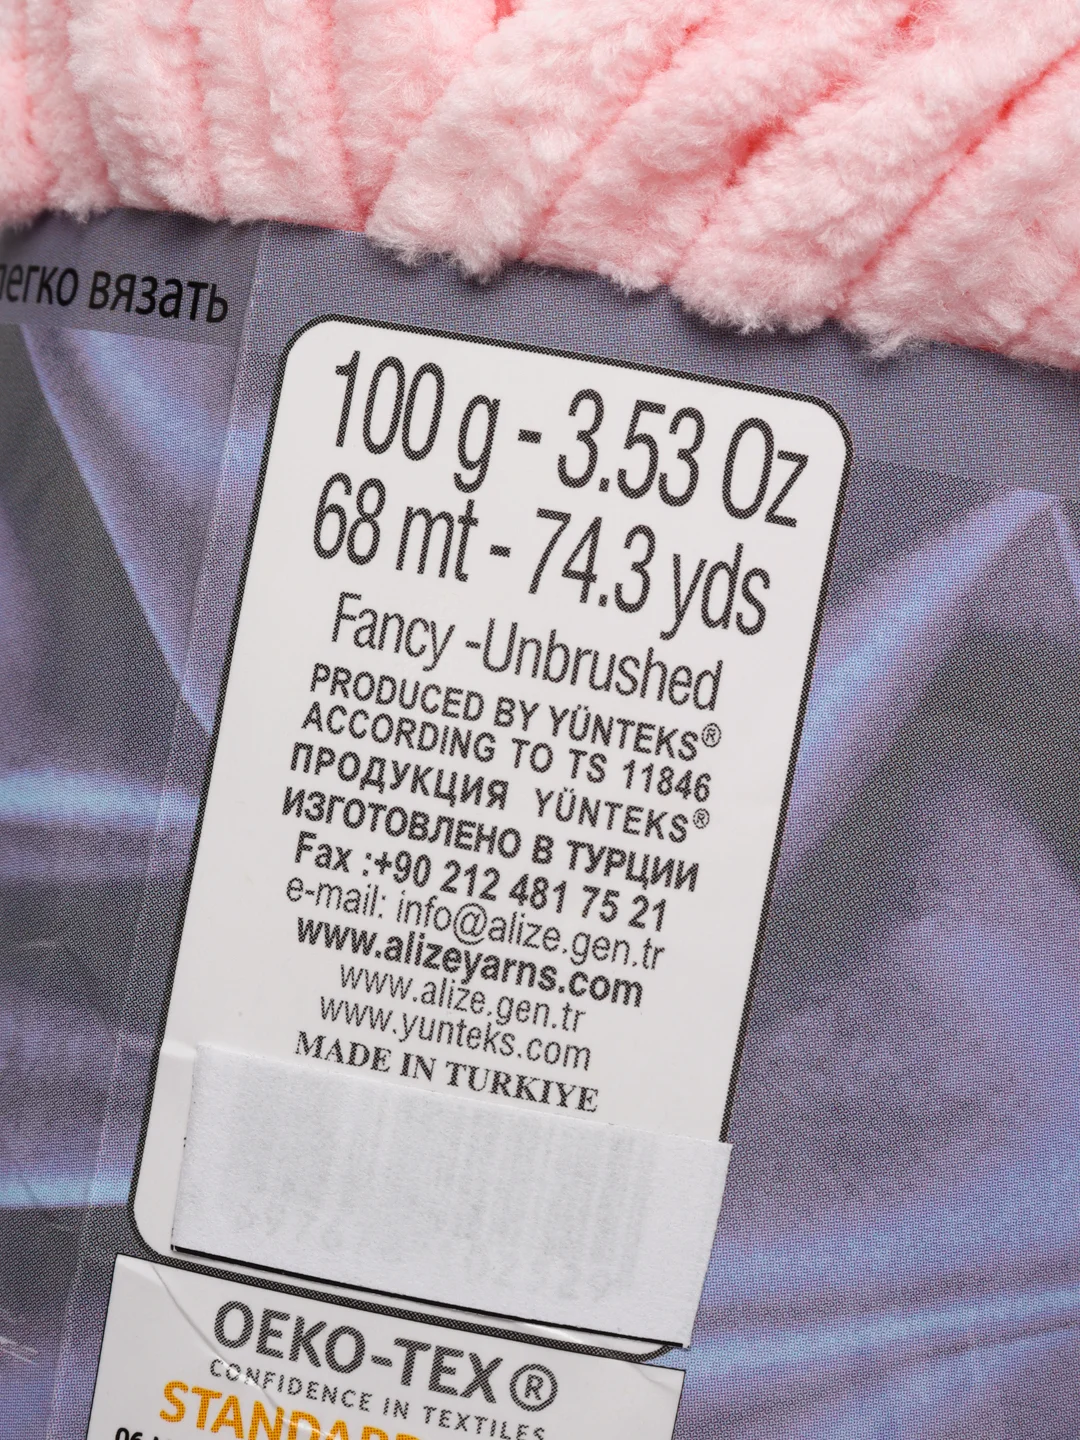 легко вязать
100 g - 3.53 Oz
68 mt - 74.3 yds
Fancy -Unbrushed
PRODUCED BY YÜNTEKS®
ACCORDING TO TS 11846
ПРОДУКЦИЯ YÜNTEKS®
ИЗГОТОВЛЕНО В ТУРЦИИ
Fax :+90 212 481 75 21
e-mail: info@alize.gen.tr
www.alizeyarns.com
www.alize.gen.tr
www.yunteks.com
MADE IN TURKIYE
OEKO-TEX®
CONFIDENCE IN TEXTILES
STANDARD